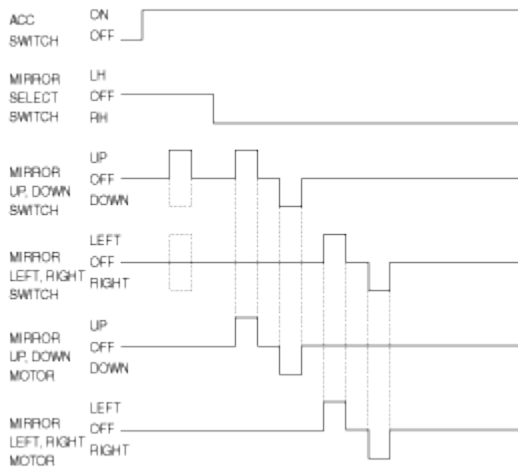 ACC
SWITCH
ON
OFF
MIRROR
SELECT
SWITCH
LH
OFF
RH
MIRROR
UP, DOWN
SWITCH
UP
OFF
DOWN
MIRROR
LEFT, RIGHT
SWITCH
LEFT
OFF
RIGHT
MIRROR
UP, DOWN
MOTOR
UP
OFF
DOWN
MIRROR
LEFT, RIGHT
MOTOR
LEFT
OFF
RIGHT